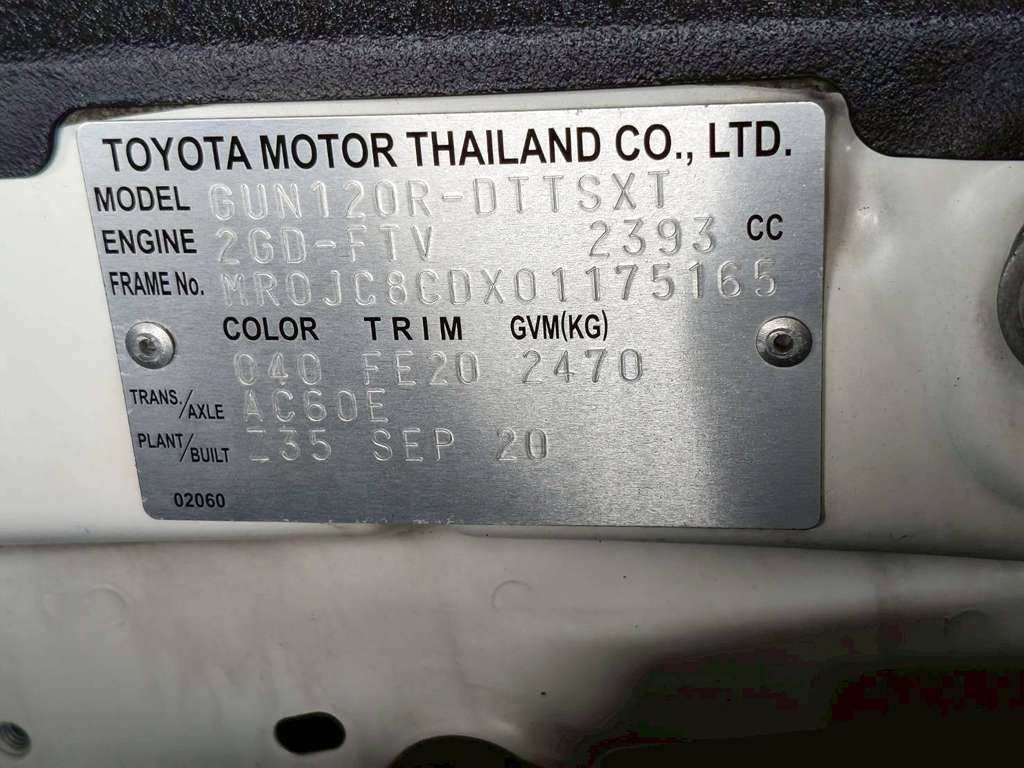 TOYOTA MOTOR THAILAND CO., LTD.
MODEL GUN120R-DTTSXT
ENGINE 2GD-FTV 2393 CC
FRAME No. MR0JC8CDX01175165
COLOR TRIM GVM(KG)
040 FE20 2470
TRANS./AXLE AC60E
PLANT/BUILT SEP 20
02060